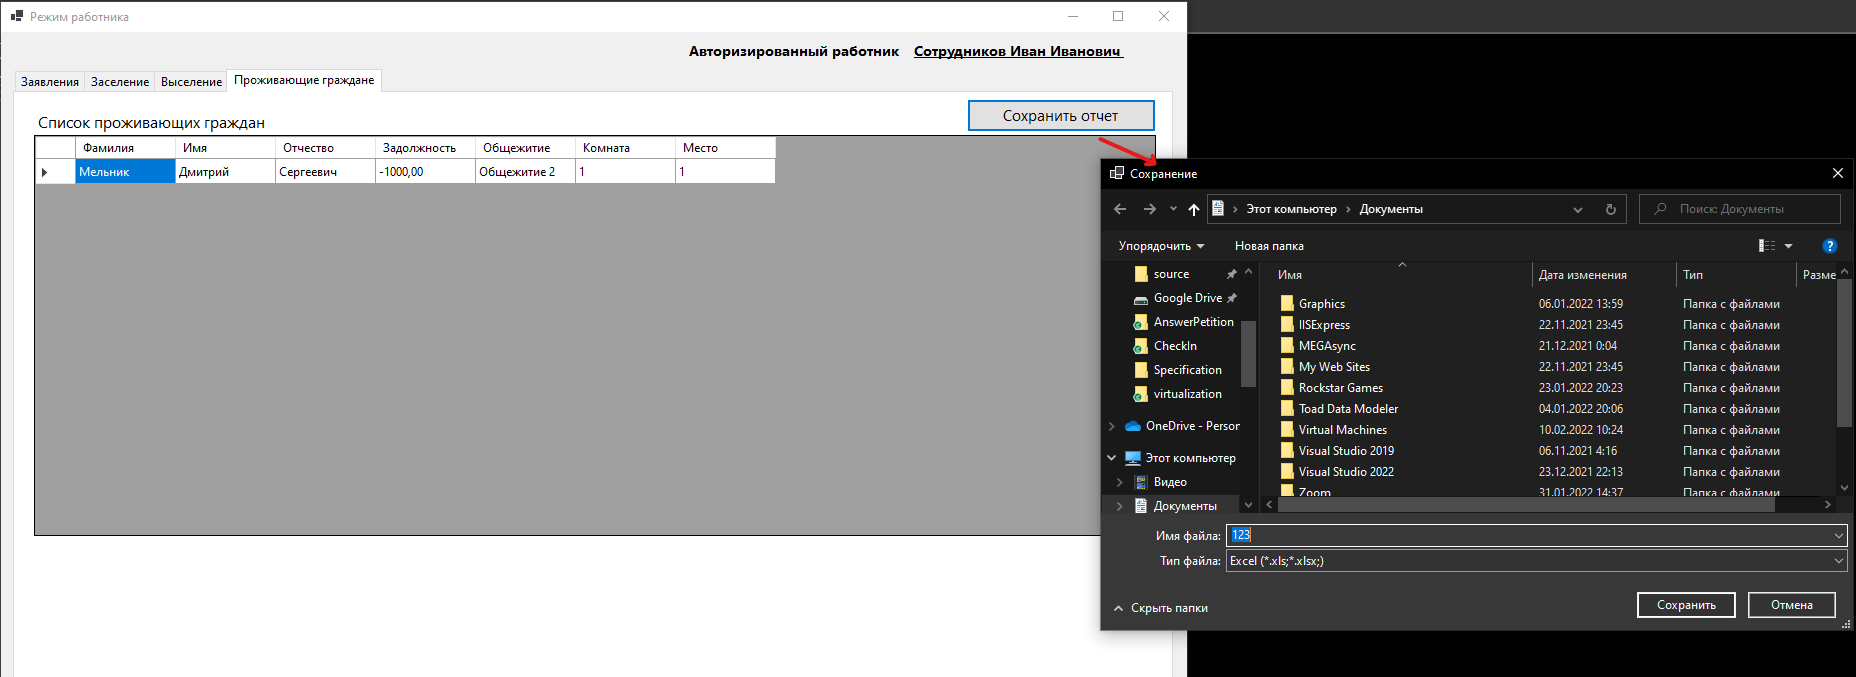 Режим работника
Авторизированный работник Сотрудников Иван Иванович
Заявления Заселение Выселение Проживающие граждане
Сохранить отчет
Список проживающих граждан
Фамилия Имя Отчество Задолжность Общежитие Комната Место
Мельник Дмитрий Сергеевич -1000,00 Общежитие 2 1 1
Сохранение
Этот компьютер Документы Поиск: Документы
Упорядочить Новая папка
source
Google Drive
AnswerPetition
CheckIn
Specification
virtualization
OneDrive - Person
Этот компьютер
Видео
Документы
Имя Дата изменения Тип Разме
Graphics 06.01.2022 13:59 Папка с файлами
IISExpress 22.11.2021 23:45 Папка с файлами
MEGAsync 21.12.2021 0:04 Папка с файлами
My Web Sites 22.11.2021 23:45 Папка с файлами
Rockstar Games 23.01.2022 20:23 Папка с файлами
Toad Data Modeler 04.01.2022 20:06 Папка с файлами
Virtual Machines 10.02.2022 10:24 Папка с файлами
Visual Studio 2019 06.11.2021 4:16 Папка с файлами
Visual Studio 2022 23.12.2021 22:13 Папка с файлами
Zoom 31.01.2022 14:37 Папка с файлами
Имя файла: 123
Тип файла: Excel (*.xls;*.xlsx;)
Скрыть папки
Сохранить Отмена